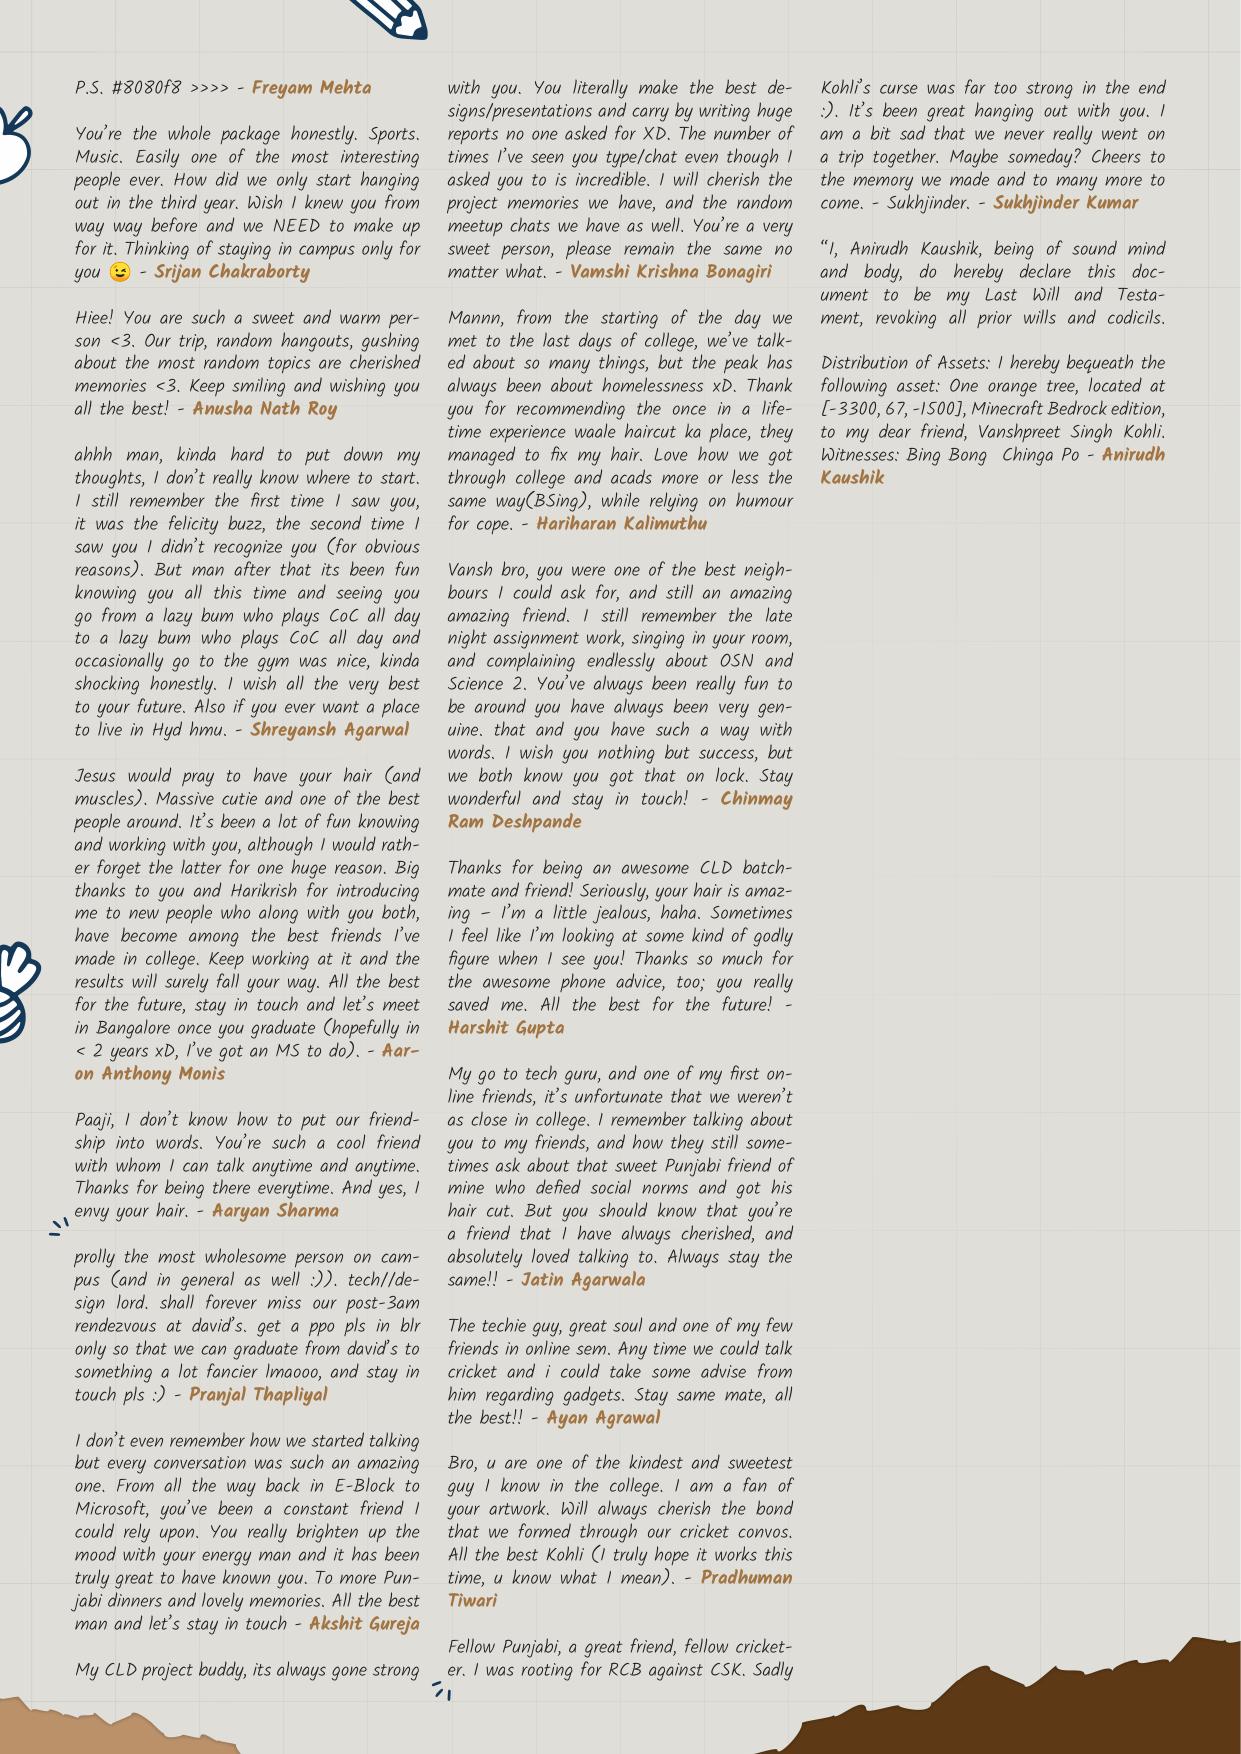 P.S. #8080f8 >>>> - Freyam Mehta
You’re the whole package honestly. Sports.
Music. Easily one of the most interesting
people ever. How did we only start hanging
out in the third year. Wish I knew you from
way way before and we NEED to make up
for it. Thinking of staying in campus only for
you 😉 - Srijan Chakraborty
Hiee! You are such a sweet and warm per-
son <3. Our trip, random hangouts, gushing
about the most random topics are cherished
memories <3. Keep smiling and wishing you
all the best! - Anusha Nath Roy
ahhh man, kinda hard to put down my
thoughts, I don’t really know where to start.
I still remember the first time I saw you,
it was the felicity buzz, the second time I
saw you I didn’t recognize you (for obvious
reasons). But man after that its been fun
knowing you all this time and seeing you
go from a lazy bum who plays CoC all day
to a lazy bum who plays CoC all day and
occasionally go to the gym was nice, kinda
shocking honestly. I wish all the very best
to your future. Also if you ever want a place
to live in Hyd hmu. - Shreyansh Agarwal
Jesus would pray to have your hair (and
muscles). Massive cutie and one of the best
people around. It’s been a lot of fun knowing
and working with you, although I would rath-
er forget the latter for one huge reason. Big
thanks to you and Harikrish for introducing
me to new people who along with you both,
have become among the best friends I’ve
made in college. Keep working at it and the
results will surely fall your way. All the best
for the future, stay in touch and let’s meet
in Bangalore once you graduate (hopefully in
< 2 years xD, I’ve got an MS to do). - Aar-
on Anthony Monis
Paaji, I don’t know how to put our friend-
ship into words. You’re such a cool friend
with whom I can talk anytime and anytime.
Thanks for being there everytime. And yes, I
envy your hair. - Aaryan Sharma
prolly the most wholesome person on cam-
pus (and in general as well :)). tech//de-
sign lord. shall forever miss our post-3am
rendezvous at david’s. get a ppo pls in blr
only so that we can graduate from david’s to
something a lot fancier lmaooo, and stay in
touch pls :) - Pranjal Thapliyal
I don’t even remember how we started talking
but every conversation was such an amazing
one. From all the way back in E-Block to
Microsoft, you’ve been a constant friend I
could rely upon. You really brighten up the
mood with your energy man and it has been
truly great to have known you. To more Pun-
jabi dinners and lovely memories. All the best
man and let’s stay in touch - Akshit Gureja
My CLD project buddy, its always gone strong
with you. You literally make the best de-
signs/presentations and carry by writing huge
reports no one asked for XD. The number of
times I’ve seen you type/chat even though I
asked you to is incredible. I will cherish the
project memories we have, and the random
meetup chats we have as well. You’re a very
sweet person, please remain the same no
matter what. - Vamshi Krishna Bonagiri
Mannn, from the starting of the day we
met to the last days of college, we’ve talk-
ed about so many things, but the peak has
always been about homelessness xD. Thank
you for recommending the once in a life-
time experience waale haircut ka place, they
managed to fix my hair. Love how we got
through college and acads more or less the
same way(BSing), while relying on humour
for cope. - Hariharan Kalimuthu
Vansh bro, you were one of the best neigh-
bours I could ask for, and still an amazing
amazing friend. I still remember the late
night assignment work, singing in your room,
and complaining endlessly about OSN and
Science 2. You’ve always been really fun to
be around you have always been very gen-
uine. that and you have such a way with
words. I wish you nothing but success, but
we both know you got that on lock. Stay
wonderful and stay in touch! - Chinmay
Ram Deshpande
Thanks for being an awesome CLD batch-
mate and friend! Seriously, your hair is amaz-
ing – I’m a little jealous, haha. Sometimes
I feel like I’m looking at some kind of godly
figure when I see you! Thanks so much for
the awesome phone advice, too; you really
saved me. All the best for the future! -
Harshit Gupta
My go to tech guru, and one of my first on-
line friends, it’s unfortunate that we weren’t
as close in college. I remember talking about
you to my friends, and how they still some-
times ask about that sweet Punjabi friend of
mine who defied social norms and got his
hair cut. But you should know that you’re
a friend that I have always cherished, and
absolutely loved talking to. Always stay the
same!! - Jatin Agarwala
The techie guy, great soul and one of my few
friends in online sem. Any time we could talk
cricket and i could take some advise from
him regarding gadgets. Stay same mate, all
the best!! - Ayan Agrawal
Bro, u are one of the kindest and sweetest
guy I know in the college. I am a fan of
your artwork. Will always cherish the bond
that we formed through our cricket convos.
All the best Kohli (I truly hope it works this
time, u know what I mean). - Pradhuman
Tiwari
Fellow Punjabi, a great friend, fellow cricket-
er. I was rooting for RCB against CSK. Sadly
Kohli’s curse was far too strong in the end
:). It’s been great hanging out with you. I
am a bit sad that we never really went on
a trip together. Maybe someday? Cheers to
the memory we made and to many more to
come. - Sukhjinder. - Sukhjinder Kumar
“I, Anirudh Kaushik, being of sound mind
and body, do hereby declare this doc-
ument to be my Last Will and Testa-
ment, revoking all prior wills and codicils.
Distribution of Assets: I hereby bequeath the
following asset: One orange tree, located at
[-3300, 67, -1500], Minecraft Bedrock edition,
to my dear friend, Vanshpreet Singh Kohli.
Witnesses: Bing Bong Chinga Po - Anirudh
Kaushik